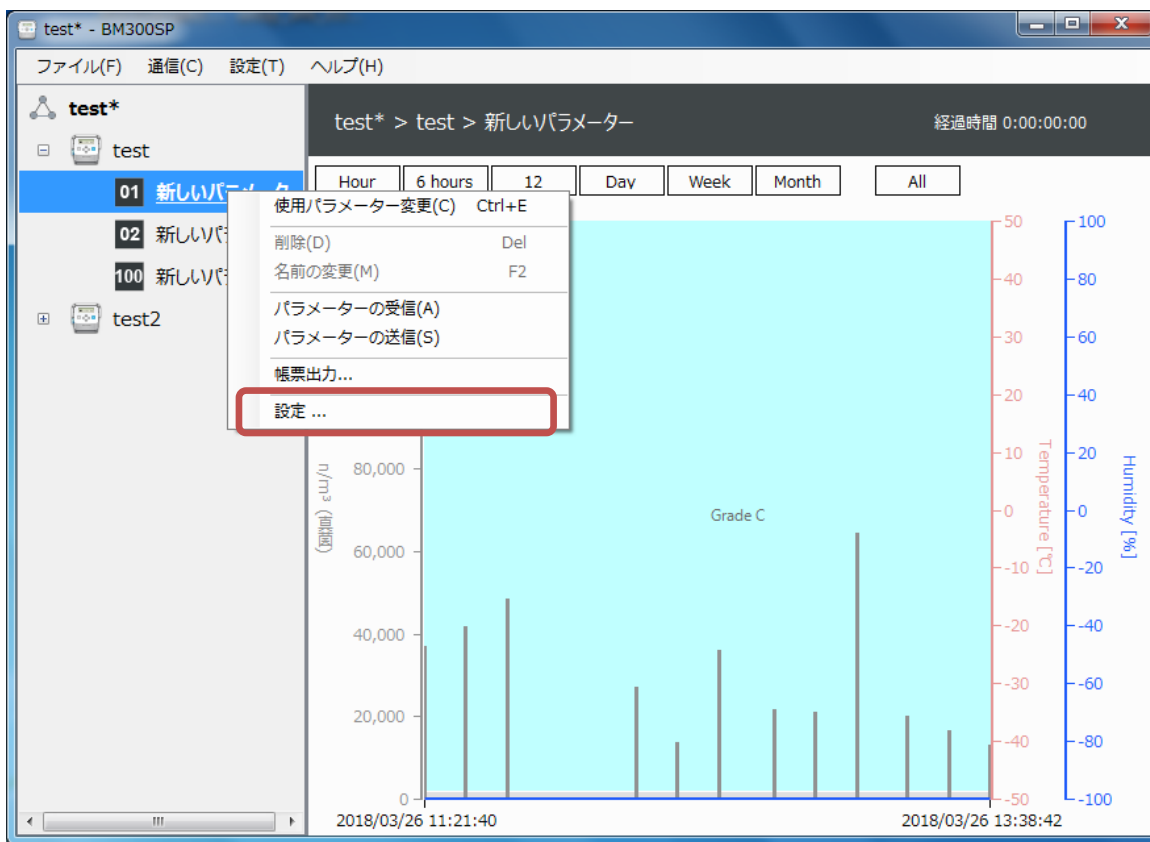 test* - BM300SP
ファイル(F) 通信(C) 設定(T) ヘルプ(H)
test*
test
01 新しいパラメータ
02 新しいパ
100 新しいパ
test2
test* > test > 新しいパラメーター
経過時間 0:00:00:00
Hour 6 hours 12 Day Week Month All
使用パラメーター変更(C) Ctrl+E
削除(D) Del
名前の変更(M) F2
パラメーターの受信(A)
パラメーターの送信(S)
帳票出力...
設定 ...
80,000
60,000
40,000
20,000
0
n/m³ (個数)
Grade C
50
40
30
20
10
0
-10
-20
-30
-40
-50
Temperature [℃]
100
80
60
40
20
0
-20
-40
-60
-80
-100
Humidity [%]
2018/03/26 11:21:40
2018/03/26 13:38:42